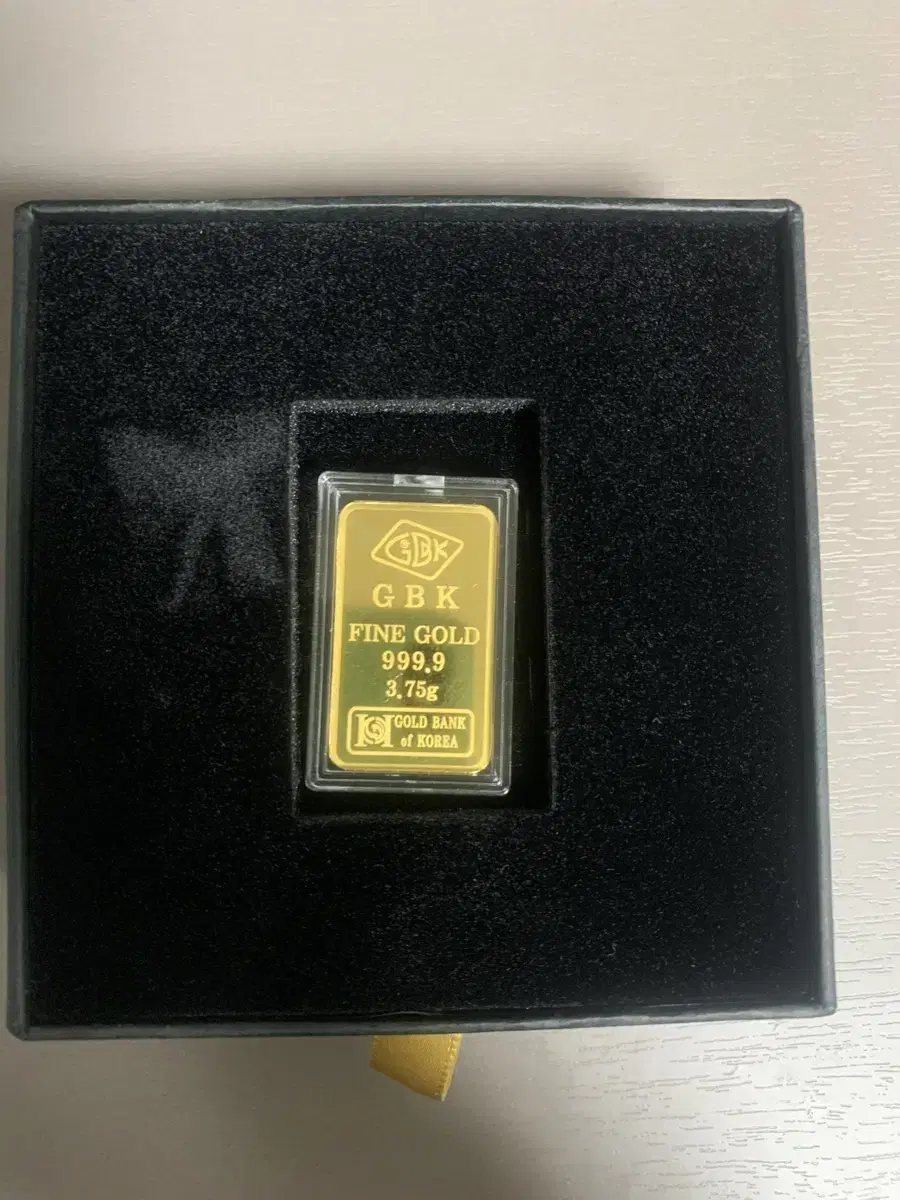 GBK
G B K
FINE GOLD
999.9
3.75g
GOLD BANK
of KOREA